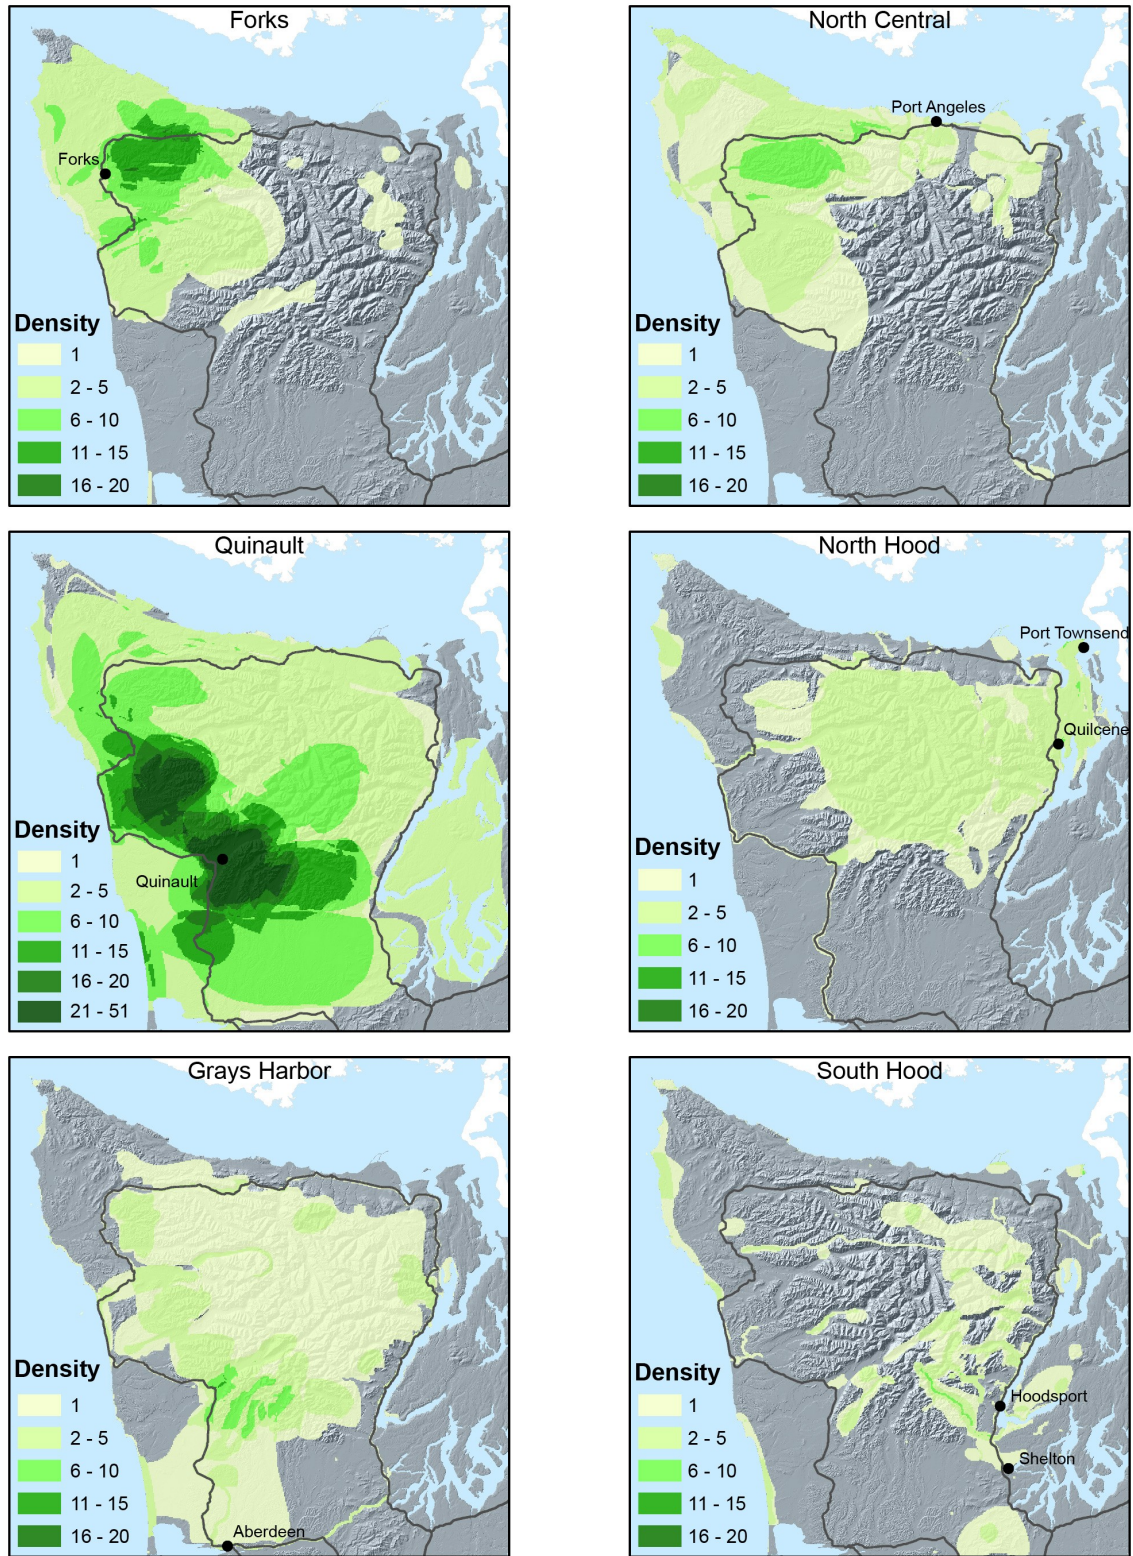 Forks
Forks
Density
1
2 - 5
6 - 10
11 - 15
16 - 20
North Central
Port Angeles
Density
1
2 - 5
6 - 10
11 - 15
16 - 20
Quinault
Quinault
Density
1
2 - 5
6 - 10
11 - 15
16 - 20
21 - 51
North Hood
Port Townsend
Quilcene
Density
1
2 - 5
6 - 10
11 - 15
16 - 20
Grays Harbor
Density
1
2 - 5
6 - 10
11 - 15
16 - 20
Aberdeen
South Hood
Hoodsport
Shelton
Density
1
2 - 5
6 - 10
11 - 15
16 - 20